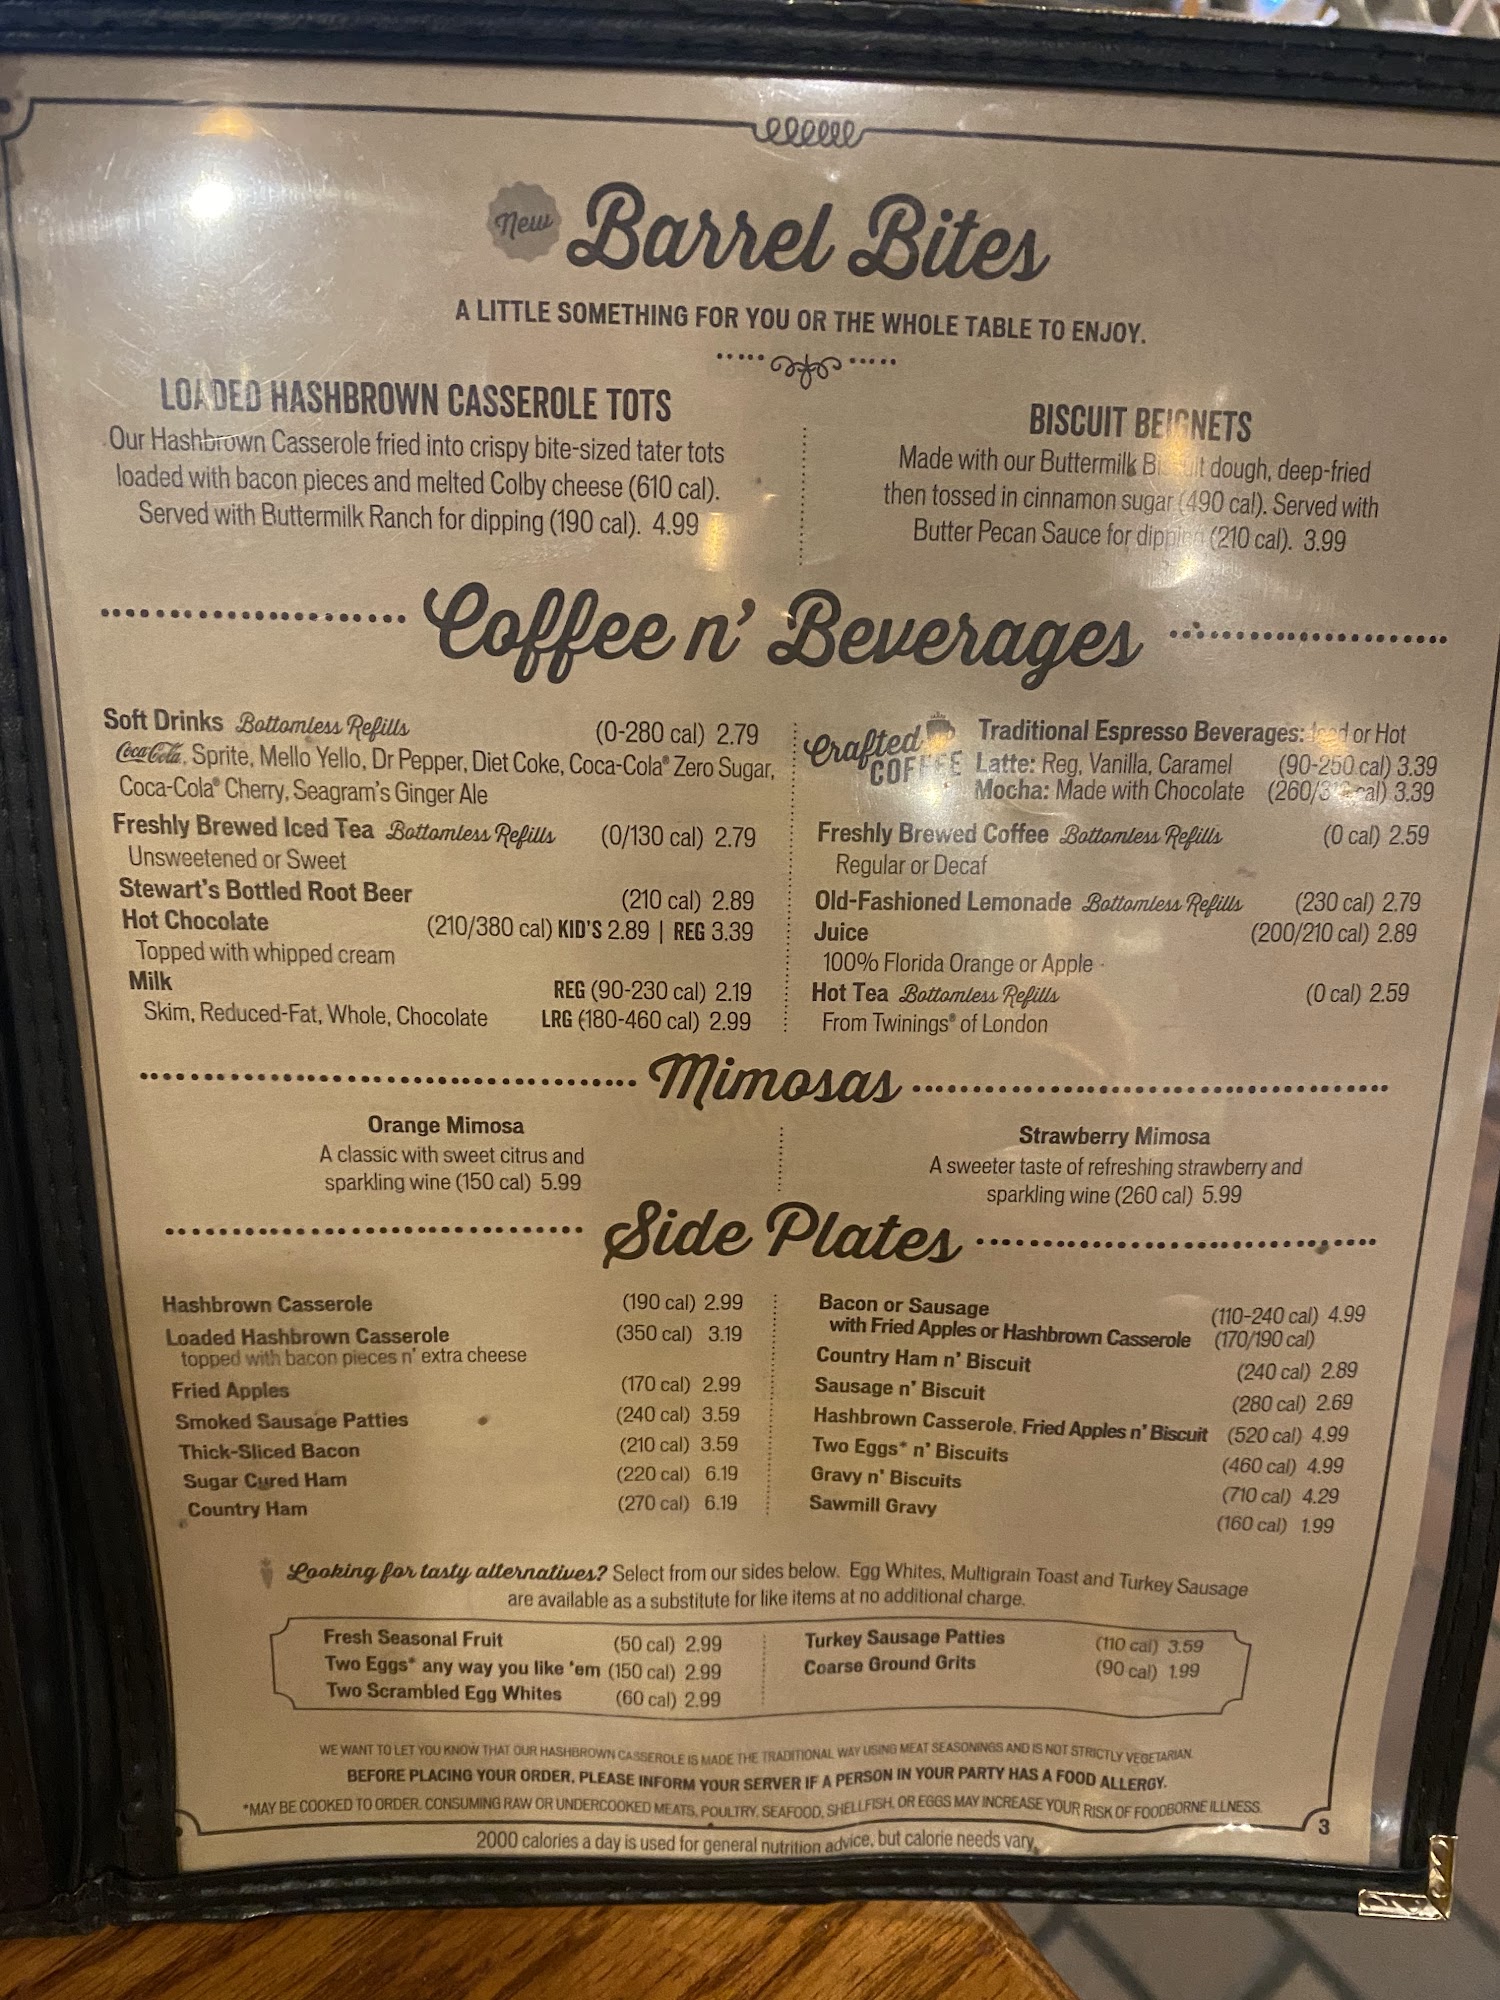 New Barrel Bites
A LITTLE SOMETHING FOR YOU OR THE WHOLE TABLE TO ENJOY.
LOADED HASHBROWN CASSEROLE TOTS
Our Hashbrown Casserole fried into crispy bite-sized tater tots
loaded with bacon pieces and melted Colby cheese (610 cal).
Served with Buttermilk Ranch for dipping (190 cal). 4.99
BISCUIT BEIGNETS
Made with our Buttermilk Biscuit dough, deep-fried
then tossed in cinnamon sugar (490 cal). Served with
Butter Pecan Sauce for dipping (210 cal). 3.99
Coffee n' Beverages
Soft Drinks Bottomless Refills (0-280 cal) 2.79
Coca-Cola, Sprite, Mello Yello, Dr Pepper, Diet Coke, Coca-Cola® Zero Sugar,
Coca-Cola® Cherry, Seagram's Ginger Ale
Freshly Brewed Iced Tea Bottomless Refills (0/130 cal) 2.79
Unsweetened or Sweet
Stewart's Bottled Root Beer (210 cal) 2.89
Hot Chocolate (210/380 cal) KID'S 2.89 | REG 3.39
Topped with whipped cream
Milk REG (90-230 cal) 2.19
Skim, Reduced-Fat, Whole, Chocolate LRG (180-460 cal) 2.99
Crafted COFFEE
Traditional Espresso Beverages: Iced or Hot
Latte: Reg, Vanilla, Caramel (90-250 cal) 3.39
Mocha: Made with Chocolate cal) 3.39
Freshly Brewed Coffee Bottomless Refills (0 cal) 2.59
Regular or Decaf
Old-Fashioned Lemonade Bottomless Refills (230 cal) 2.79
Juice (200/210 cal) 2.89
100% Florida Orange or Apple
Hot Tea Bottomless Refills (0 cal) 2.59
From Twinings® of London
Mimosas
Orange Mimosa
A classic with sweet citrus and
sparkling wine (150 cal) 5.99
Strawberry Mimosa
A sweeter taste of refreshing strawberry and
sparkling wine (260 cal) 5.99
Side Plates
Hashbrown Casserole (190 cal) 2.99
Loaded Hashbrown Casserole (350 cal) 3.19
topped with bacon pieces n' extra cheese
Fried Apples (170 cal) 2.99
Smoked Sausage Patties (240 cal) 3.59
Thick-Sliced Bacon (210 cal) 3.59
Sugar Cured Ham (220 cal) 6.19
Country Ham (270 cal) 6.19
Bacon or Sausage (110-240 cal) 4.99
with Fried Apples or Hashbrown Casserole (170/190 cal)
Country Ham n' Biscuit (240 cal) 2.89
Sausage n' Biscuit (280 cal) 2.69
Hashbrown Casserole, Fried Apples n' Biscuit (520 cal) 4.99
Two Eggs* n' Biscuits (460 cal) 4.99
Gravy n' Biscuits (710 cal) 4.29
Sawmill Gravy (160 cal) 1.99
Looking for tasty alternatives? Select from our sides below. Egg Whites, Multigrain Toast and Turkey Sausage
are available as a substitute for like items at no additional charge.
Fresh Seasonal Fruit (50 cal) 2.99
Two Eggs* any way you like 'em (150 cal) 2.99
Two Scrambled Egg Whites (60 cal) 2.99
Turkey Sausage Patties (110 cal) 3.59
Coarse Ground Grits (90 cal) 1.99
WE WANT TO LET YOU KNOW THAT OUR HASHBROWN CASSEROLE IS MADE THE TRADITIONAL WAY USING MEAT SEASONINGS AND IS NOT STRICTLY VEGETARIAN.
BEFORE PLACING YOUR ORDER, PLEASE INFORM YOUR SERVER IF A PERSON IN YOUR PARTY HAS A FOOD ALLERGY.
*MAY BE COOKED TO ORDER. CONSUMING RAW OR UNDERCOOKED MEATS, POULTRY, SEAFOOD, SHELLFISH, OR EGGS MAY INCREASE YOUR RISK OF FOODBORNE ILLNESS.
3
2000 calories a day is used for general nutrition advice, but calorie needs vary.